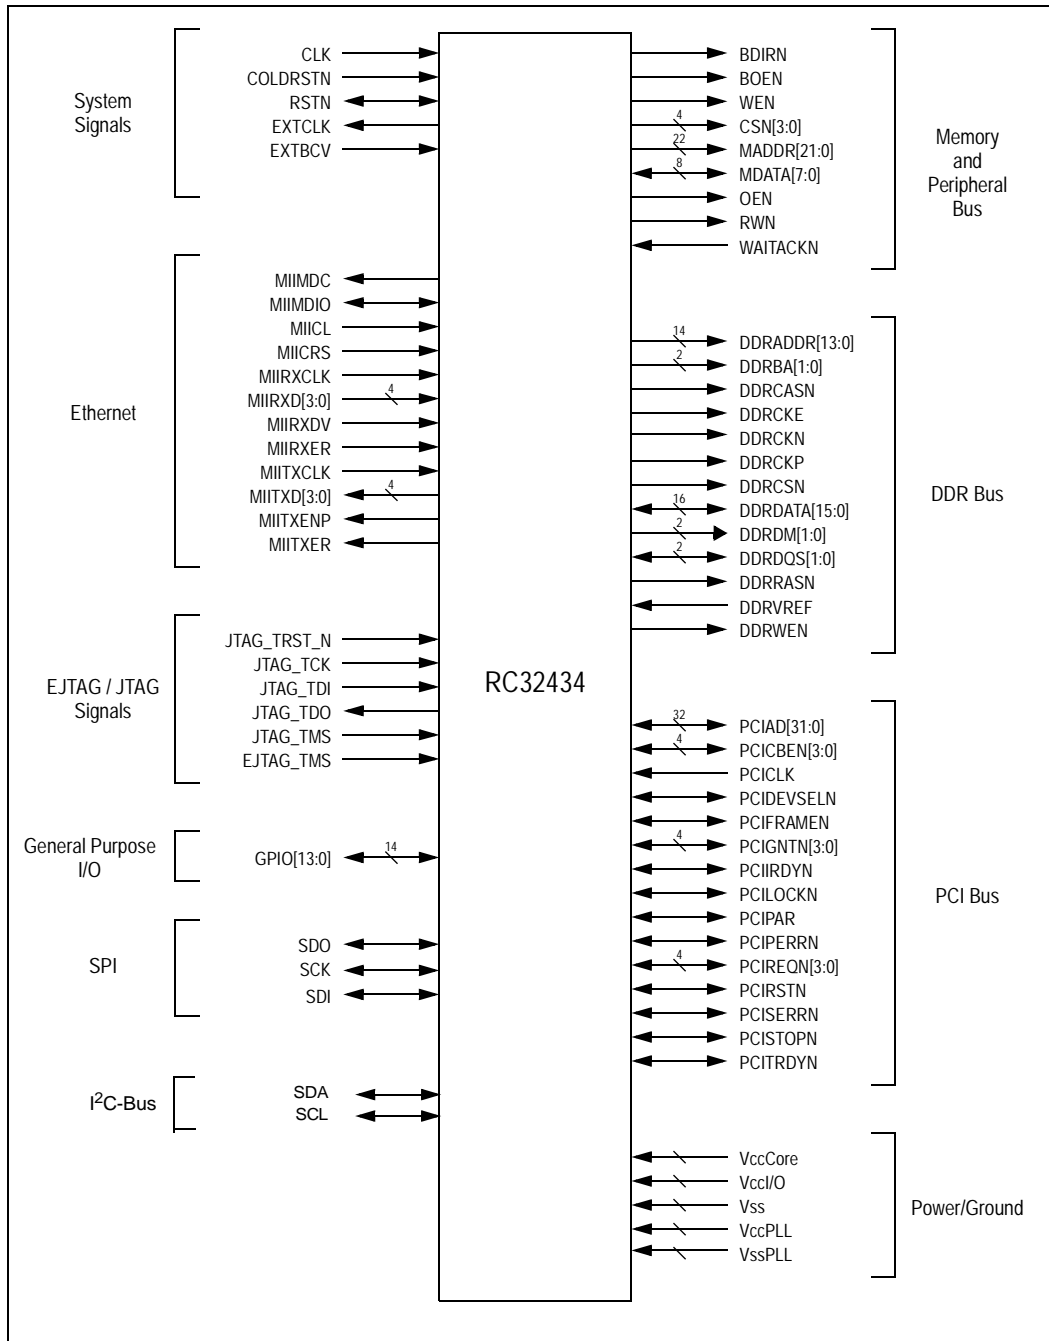 System
Signals
CLK
COLDRSTN
RSTN
EXTCLK
EXTBCV
Ethernet
MIIMDC
MIIMDIO
MIICL
MIICRS
MIIRXCLK
MIIRXD[3:0]
4
MIIRXDV
MIIRXER
MIITXCLK
MIITXD[3:0]
4
MIITXENP
MIITXER
EJTAG / JTAG
Signals
JTAG_TRST_N
JTAG_TCK
JTAG_TDI
JTAG_TDO
JTAG_TMS
EJTAG_TMS
General Purpose
I/O
GPIO[13:0]
14
SPI
SDO
SCK
SDI
I2C-Bus
SDA
SCL
RC32434
BDIRN
BOEN
WEN
4
CSN[3:0]
22
MADDR[21:0]
8
MDATA[7:0]
OEN
RWN
WAITACKN
Memory
and
Peripheral
Bus
14
DDRADDR[13:0]
2
DDRBA[1:0]
DDRCASN
DDRCKE
DDRCKN
DDRCKP
DDRCSN
16
DDRDATA[15:0]
2
DDRDM[1:0]
2
DDRDQS[1:0]
DDRRASN
DDRVREF
DDRWEN
DDR Bus
32
PCIAD[31:0]
4
PCICBEN[3:0]
PCICLK
PCIDEVSELN
PCIFRAMEN
4
PCIGNTN[3:0]
PCIIRDYN
PCILOCKN
PCIPAR
PCIPERRN
4
PCIREQN[3:0]
PCIRSTN
PCISERRN
PCISTOPN
PCITRDYN
PCI Bus
VccCore
VccI/O
Vss
VccPLL
VssPLL
Power/Ground